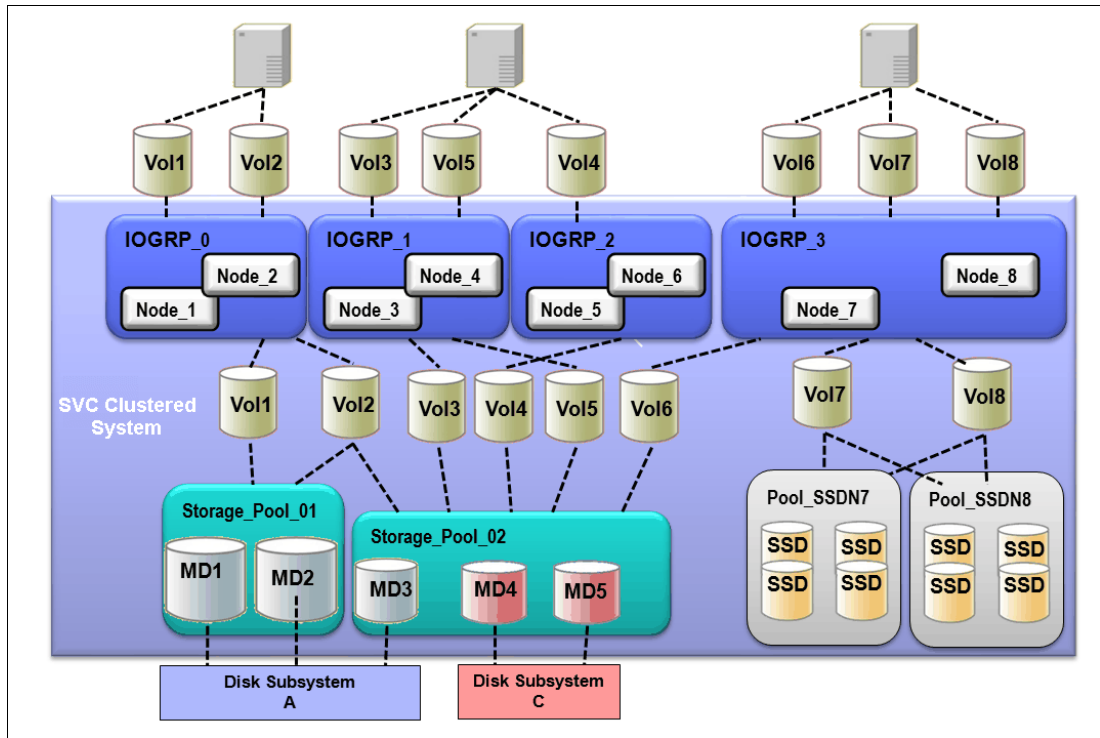 Vol1
Vol2
Vol3
Vol5
Vol4
Vol6
Vol7
Vol8
IOGRP_0
Node_2
Node_1
IOGRP_1
Node_4
Node_3
IOGRP_2
Node_6
Node_5
IOGRP_3
Node_8
Node_7
SVC Clustered
System
Vol1
Vol2
Vol3
Vol4
Vol5
Vol6
Vol7
Vol8
Storage_Pool_01
MD1
MD2
Storage_Pool_02
MD3
MD4
MD5
Pool_SSDN7
SSD
SSD
SSD
SSD
Pool_SSDN8
SSD
SSD
SSD
SSD
Disk Subsystem
A
Disk Subsystem
C